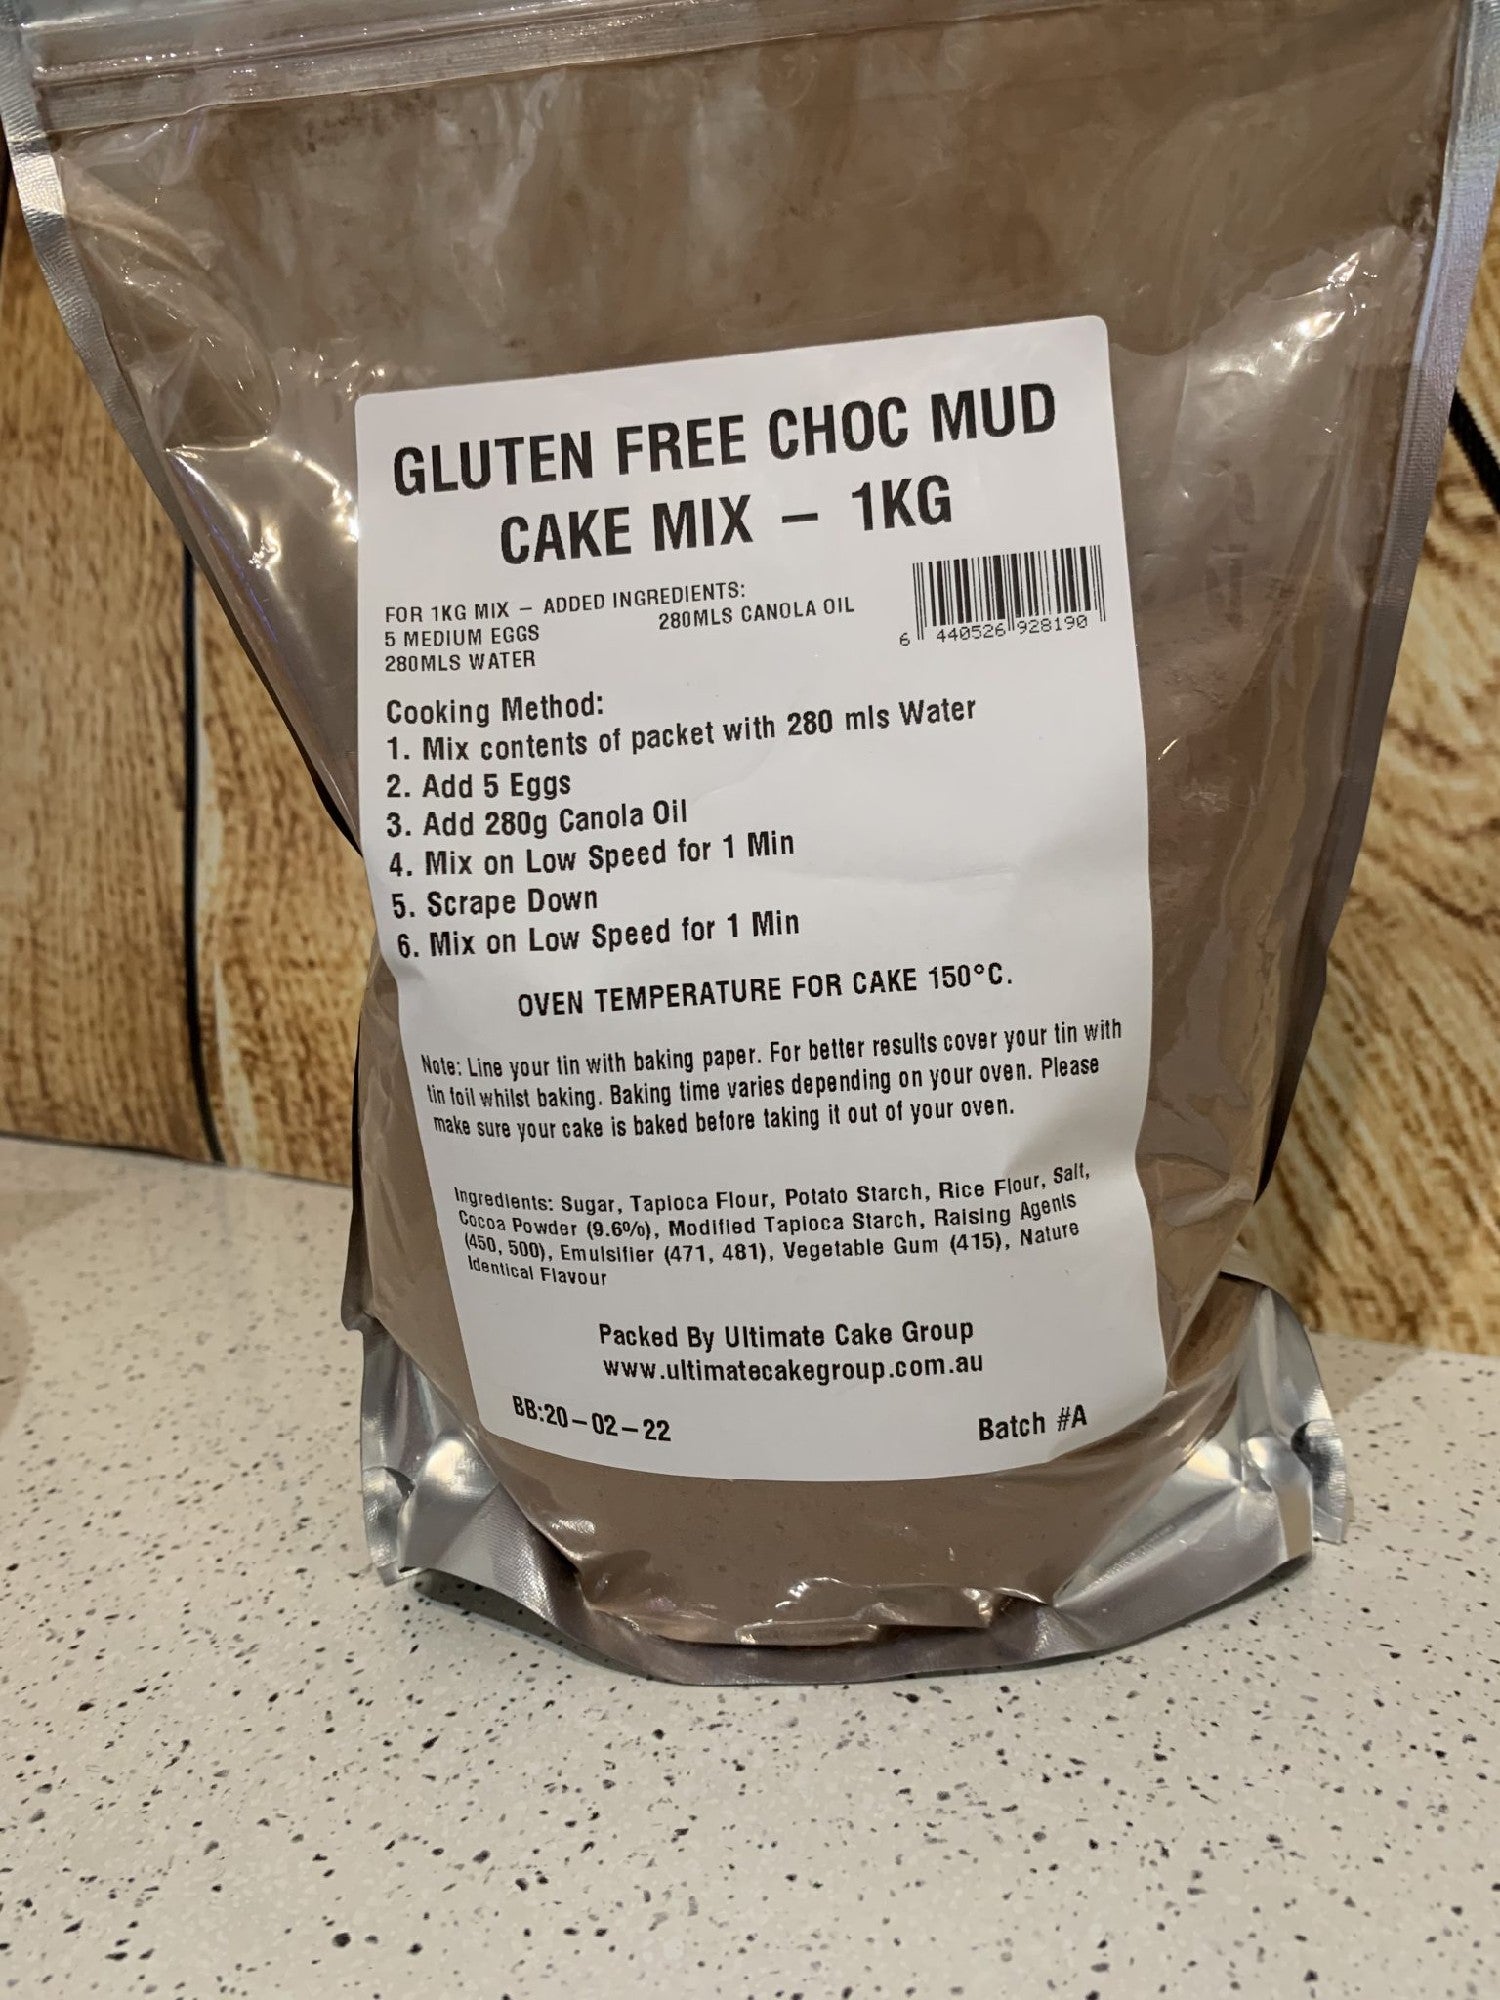 GLUTEN FREE CHOC MUD
CAKE MIX – 1KG
FOR 1KG MIX – ADDED INGREDIENTS:
5 MEDIUM EGGS 280MLS CANOLA OIL
280MLS WATER
6 440526 928190
Cooking Method:
1. Mix contents of packet with 280 mls Water
2. Add 5 Eggs
3. Add 280g Canola Oil
4. Mix on Low Speed for 1 Min
5. Scrape Down
6. Mix on Low Speed for 1 Min
OVEN TEMPERATURE FOR CAKE 150°C.
Note: Line your tin with baking paper. For better results cover your tin with
tin foil whilst baking. Baking time varies depending on your oven. Please
make sure your cake is baked before taking it out of your oven.
Ingredients: Sugar, Tapioca Flour, Potato Starch, Rice Flour, Salt,
Cocoa Powder (9.6%), Modified Tapioca Starch, Raising Agents
(450, 500), Emulsifier (471, 481), Vegetable Gum (415), Nature
Identical Flavour
Packed By Ultimate Cake Group
www.ultimatecakegroup.com.au
BB:20–02–22 Batch #A